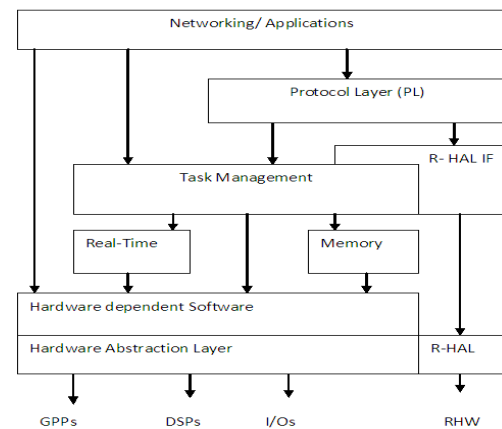 Networking/ Applications
Protocol Layer (PL)
R- HAL IF
Task Management
Real-Time
Memory
Hardware dependent Software
Hardware Abstraction Layer
R-HAL
GPPs
DSPs
I/Os
RHW